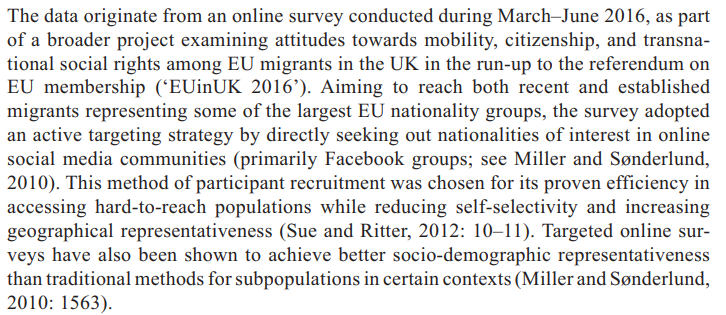 The data originate from an online survey conducted during March–June 2016, as part
of a broader project examining attitudes towards mobility, citizenship, and transna-
tional social rights among EU migrants in the UK in the run-up to the referendum on
EU membership (‘EUinUK 2016’). Aiming to reach both recent and established
migrants representing some of the largest EU nationality groups, the survey adopted
an active targeting strategy by directly seeking out nationalities of interest in online
social media communities (primarily Facebook groups; see Miller and Sønderlund,
2010). This method of participant recruitment was chosen for its proven efficiency in
accessing hard-to-reach populations while reducing self-selectivity and increasing
geographical representativeness (Sue and Ritter, 2012: 10–11). Targeted online sur-
veys have also been shown to achieve better socio-demographic representativeness
than traditional methods for subpopulations in certain contexts (Miller and Sønderlund,
2010: 1563).